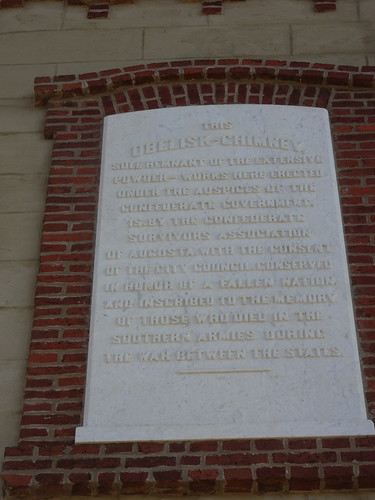 THIS
OBELISK-CHIMNEY,
SOLE REMNANT OF THE EXTENSIVE
POWDER-WORKS HERE ERECTED
UNDER THE AUSPICES OF THE
CONFEDERATE GOVERNMENT,
IS BY THE CONFEDERATE
SURVIVORS ASSOCIATION
OF AUGUSTA, WITH THE CONSENT
OF THE CITY COUNCIL, CONSERVED
IN HONOR OF A FALLEN NATION,
AND INSCRIBED TO THE MEMORY
OF THOSE WHO DIED IN THE
SOUTHERN ARMIES DURING
THE WAR BETWEEN THE STATES.